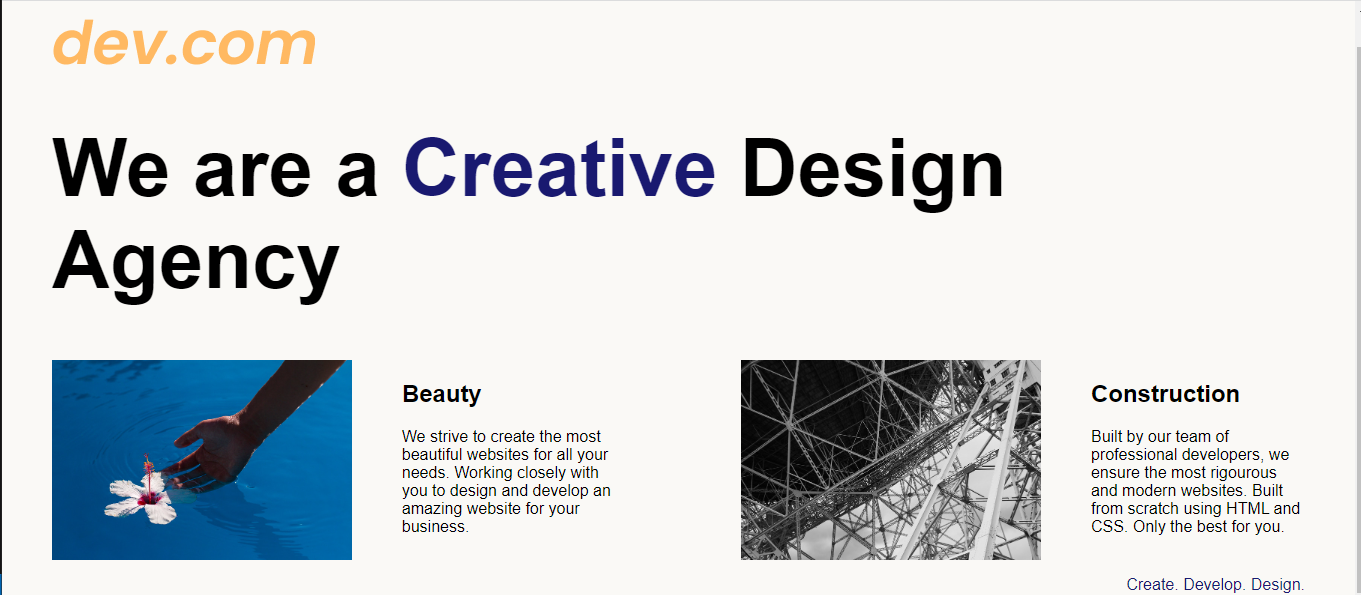 dev.com
We are a Creative Design
Agency
Beauty
We strive to create the most
beautiful websites for all your
needs. Working closely with
you to design and develop an
amazing website for your
business.
Construction
Built by our team of
professional developers, we
ensure the most rigourous
and modern websites. Built
from scratch using HTML and
CSS. Only the best for you.
Create. Develop. Design.